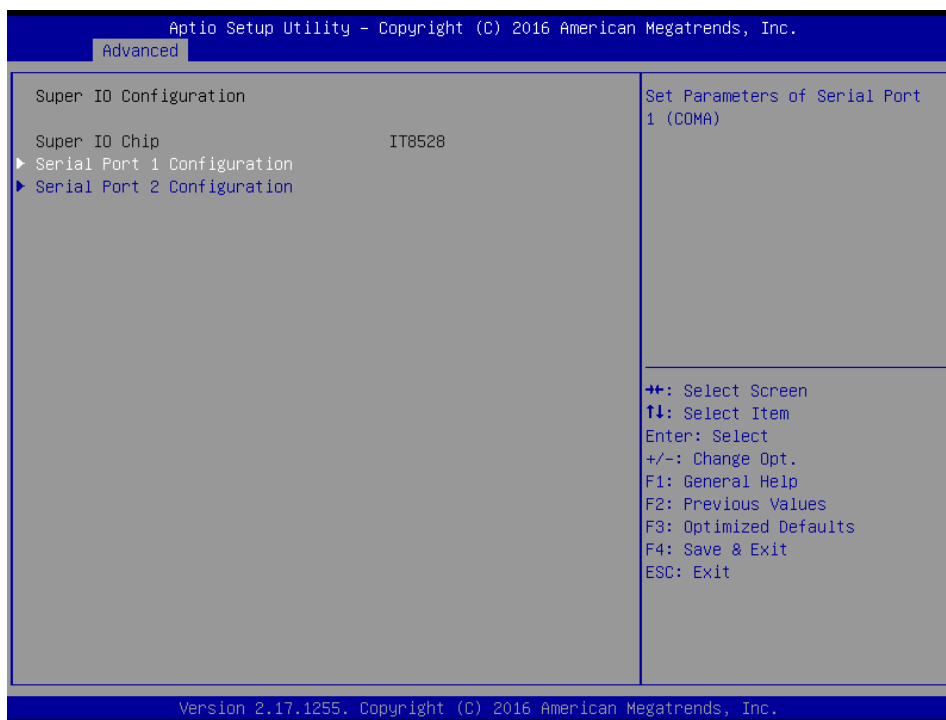 Aptio Setup Utility – Copyright (C) 2016 American Megatrends, Inc.
Advanced
Super IO Configuration
Super IO Chip IT8528
▶ Serial Port 1 Configuration
▶ Serial Port 2 Configuration
Set Parameters of Serial Port
1 (COMA)
→←: Select Screen
↑↓: Select Item
Enter: Select
+/-: Change Opt.
F1: General Help
F2: Previous Values
F3: Optimized Defaults
F4: Save & Exit
ESC: Exit
Version 2.17.1255. Copyright (C) 2016 American Megatrends, Inc.